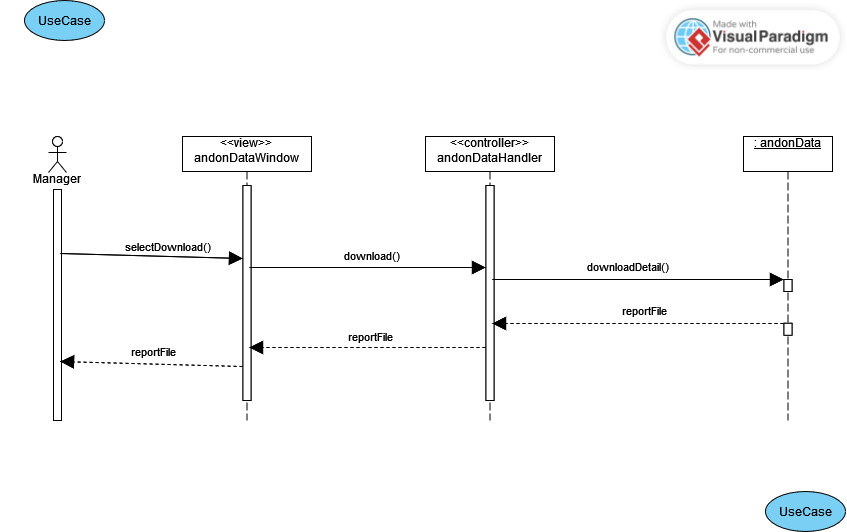 UseCase
Made with
Visual Paradigm
For non-commercial use
<<view>>
andonDataWindow
<<controller>>
andonDataHandler
: andonData
Manager
selectDownload()
download()
downloadDetail()
reportFile
reportFile
reportFile
UseCase